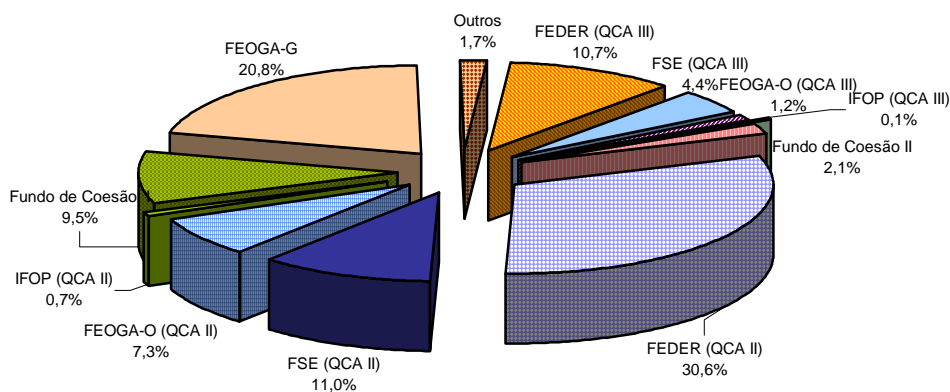 Outros
1,7%
FEDER (QCA III)
10,7%
FSE (QCA III)
4,4%
FEOGA-O (QCA III)
1,2%
IFOP (QCA III)
0,1%
Fundo de Coesão II
2,1%
FEDER (QCA II)
30,6%
FSE (QCA II)
11,0%
FEOGA-O (QCA II)
7,3%
IFOP (QCA II)
0,7%
Fundo de Coesão I
9,5%
FEOGA-G
20,8%